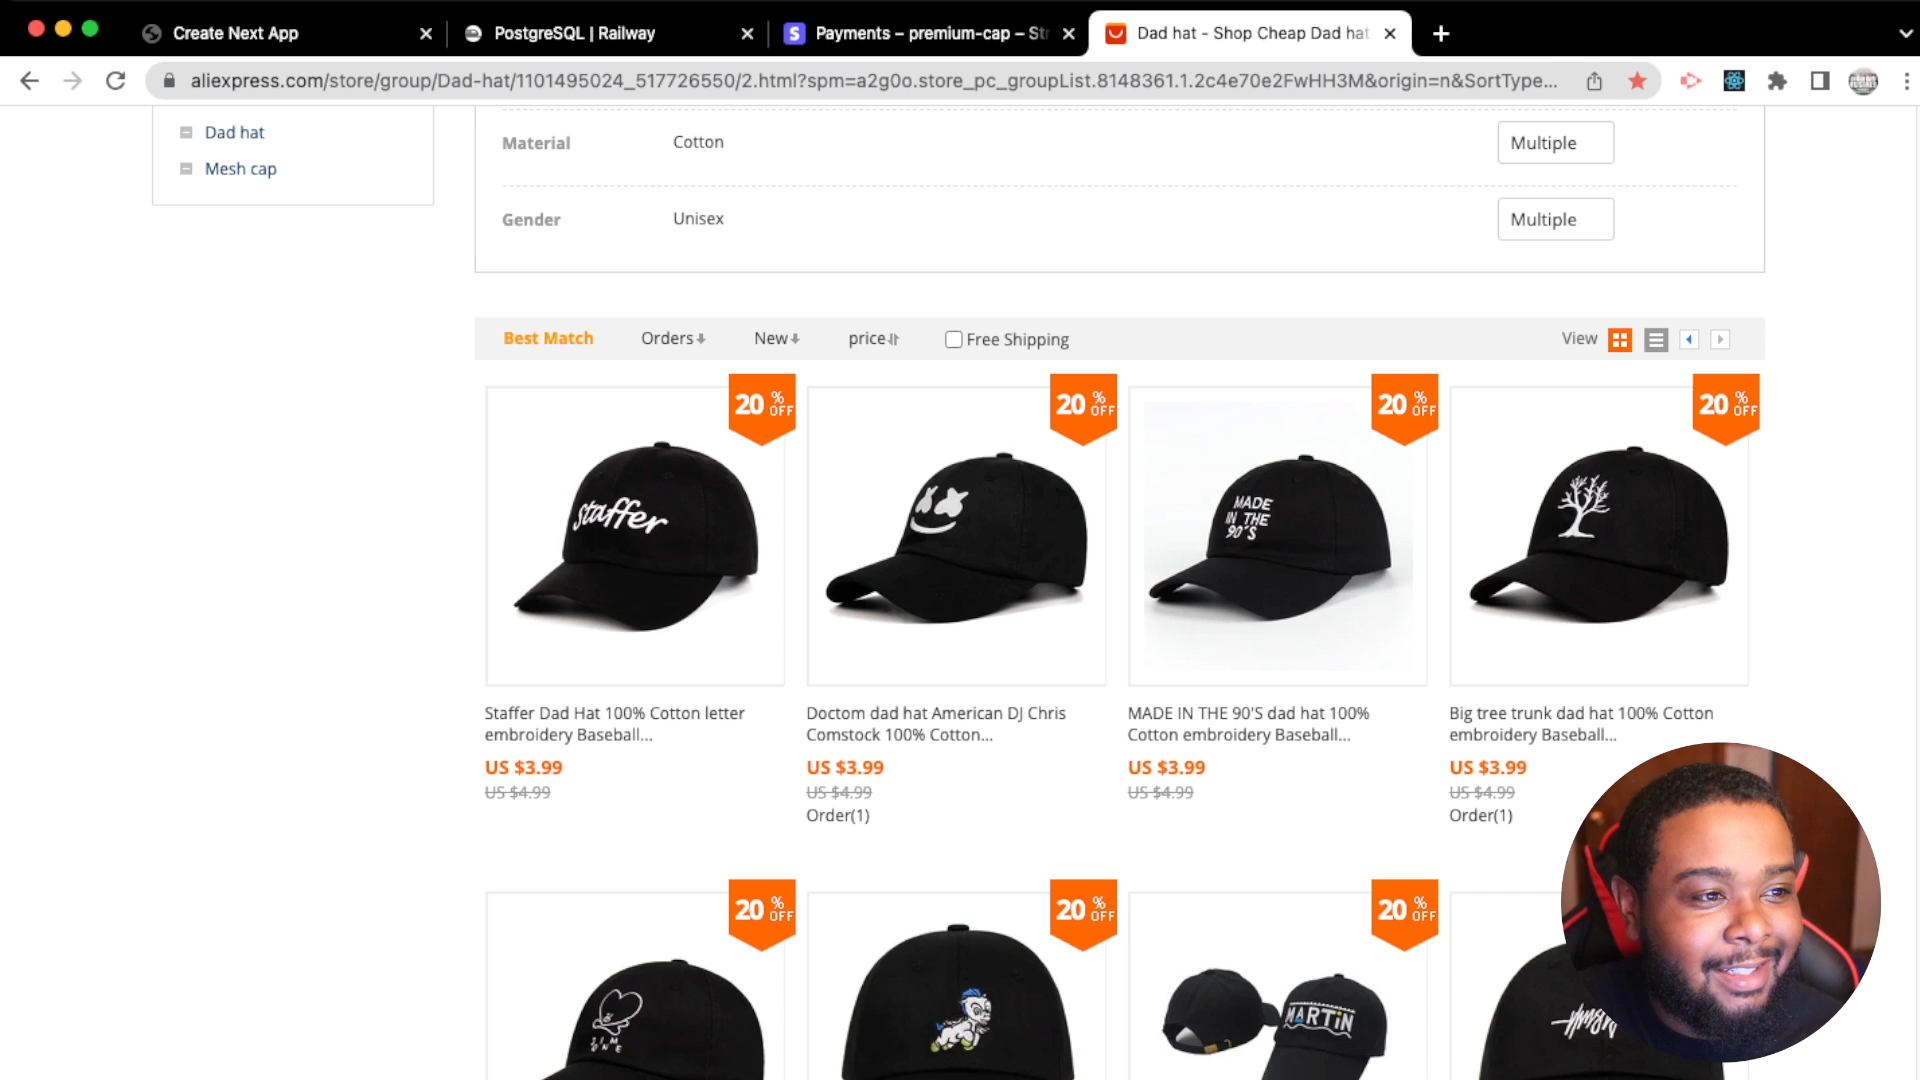 Create Next App
PostgreSQL | Railway
Payments – premium-cap – Str
Dad hat - Shop Cheap Dad hat
aliexpress.com/store/group/Dad-hat/1101495024_517726550/2.html?spm=a2g0o.store_pc_groupList.8148361.1.2c4e70e2FwHH3M&origin=n&SortType...
Dad hat
Mesh cap
Material Cotton Multiple
Gender Unisex Multiple
Best Match Orders New price Free Shipping View
20 % OFF
20 % OFF
20 % OFF
20 % OFF
staffer
MADE
IN THE
90'S
Staffer Dad Hat 100% Cotton letter
embroidery Baseball...
US $3.99
US $4.99
Doctom dad hat American DJ Chris
Comstock 100% Cotton...
US $3.99
US $4.99
Order(1)
MADE IN THE 90'S dad hat 100%
Cotton embroidery Baseball...
US $3.99
US $4.99
Big tree trunk dad hat 100% Cotton
embroidery Baseball...
US $3.99
US $4.99
Order(1)
20 % OFF
20 % OFF
20 % OFF
MARTIN